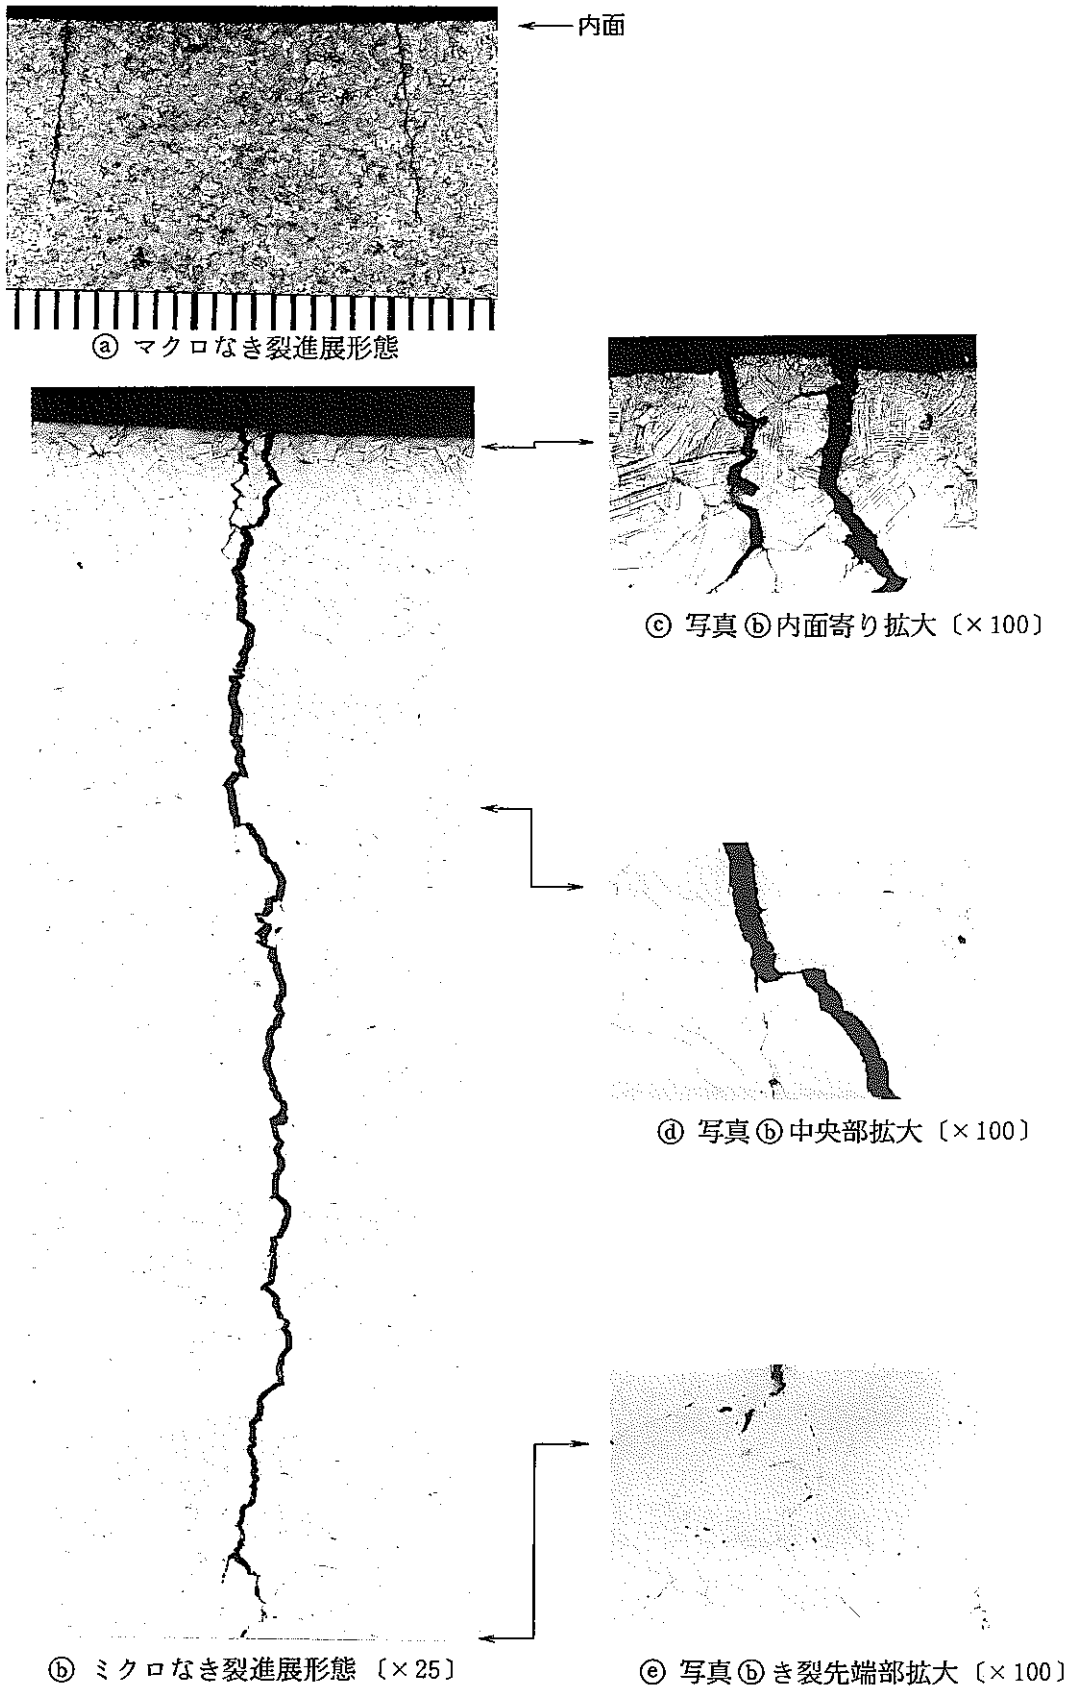 内面
ⓐ マクロなき裂進展形態
ⓒ 写真ⓑ内面寄り拡大〔×100〕
ⓓ 写真ⓑ中央部拡大〔×100〕
ⓑ ミクロなき裂進展形態〔×25〕
ⓔ 写真ⓑき裂先端部拡大〔×100〕